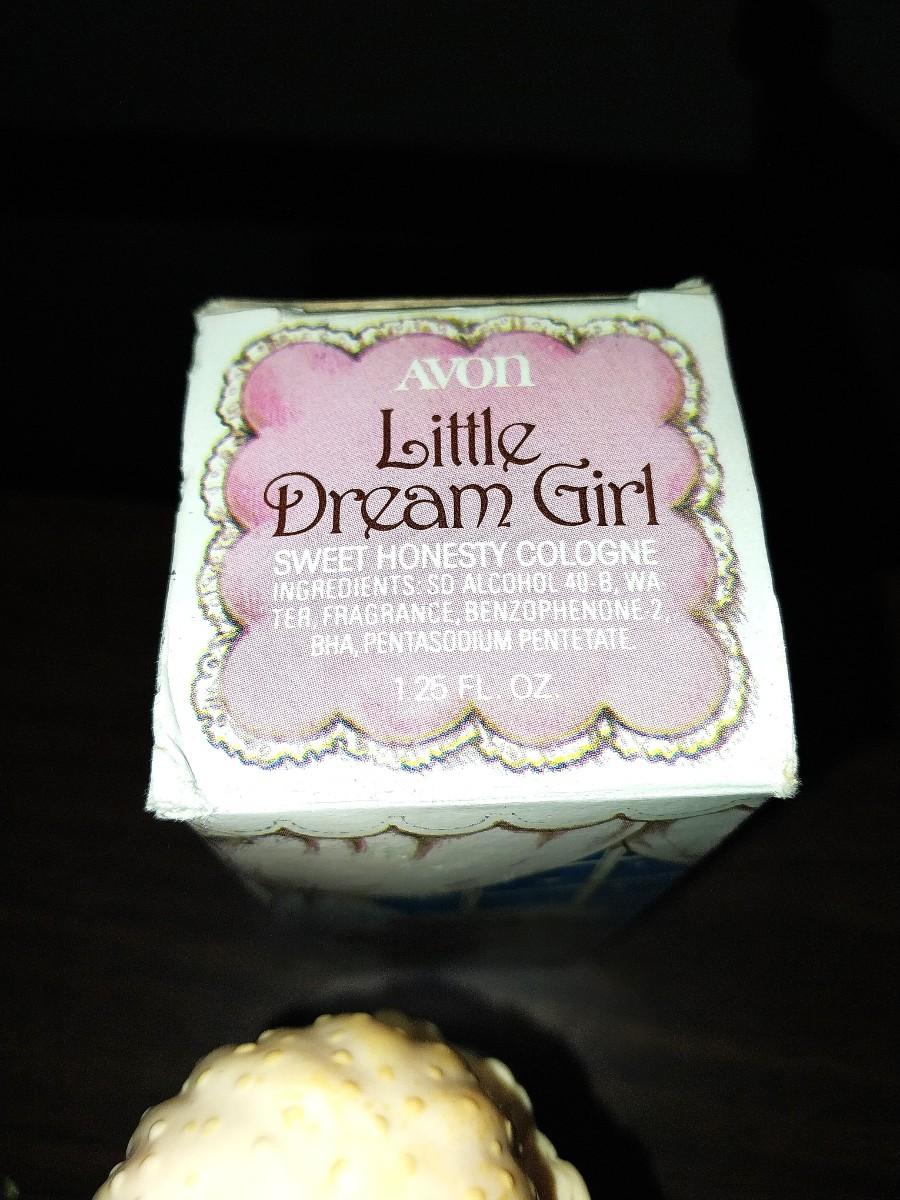 AVON
Little
Dream Girl
SWEET HONESTY COLOGNE
INGREDIENTS: SD ALCOHOL 40-B, WA-
TER, FRAGRANCE, BENZOPHENONE-2,
BHA, PENTASODIUM PENTETATE
1.25 FL. OZ.